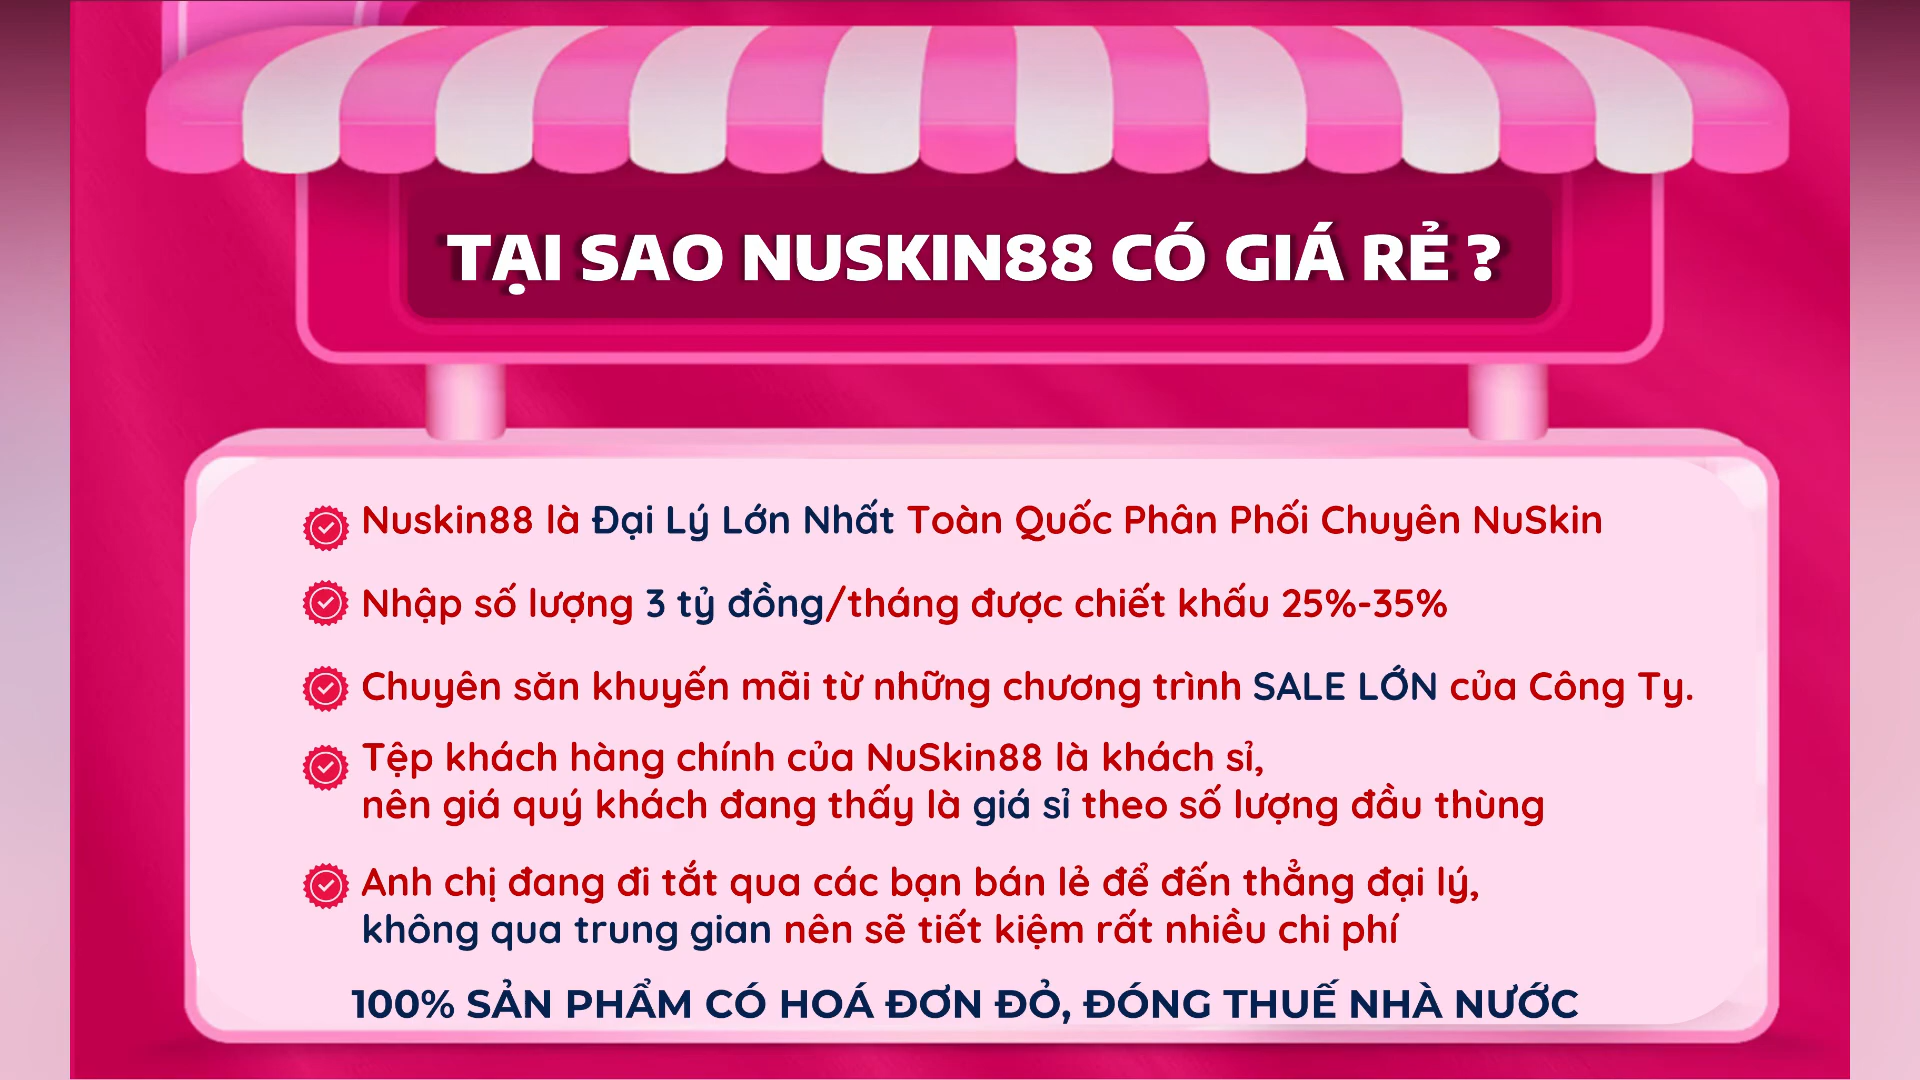 TẠI SAO NUSKIN88 CÓ GIÁ RẺ ?
Nuskin88 là Đại Lý Lớn Nhất Toàn Quốc Phân Phối Chuyên NuSkin
Nhập số lượng 3 tỷ đồng/tháng được chiết khấu 25%-35%
Chuyên săn khuyến mãi từ những chương trình SALE LỚN của Công Ty.
Tệp khách hàng chính của NuSkin88 là khách sỉ,
nên giá quý khách đang thấy là giá sỉ theo số lượng đầu thùng
Anh chị đang đi tắt qua các bạn bán lẻ để đến thẳng đại lý,
không qua trung gian nên sẽ tiết kiệm rất nhiều chi phí
100% SẢN PHẨM CÓ HOÁ ĐƠN ĐỎ, ĐÓNG THUẾ NHÀ NƯỚC